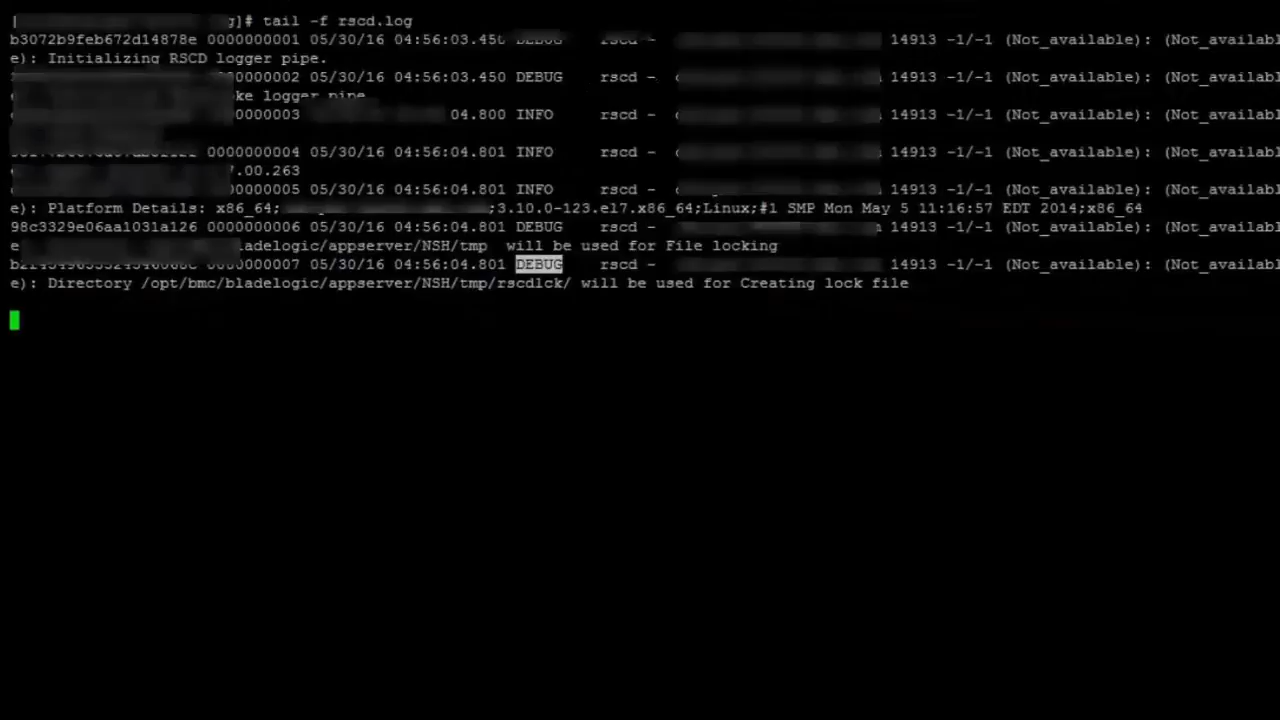 ]# tail -f rscd.log
b3072b9feb672d14878e 0000000001 05/30/16 04:56:03.450 DEBUG rscd - 14913 -1/-1 (Not_available): (Not_availabl
e): Initializing RSCD logger pipe.
0000000002 05/30/16 04:56:03.450 DEBUG rscd - 14913 -1/-1 (Not_available): (Not_availabl
logger pipe
0000000003 04.800 INFO rscd - 14913 -1/-1 (Not_available): (Not_availabl
0000000004 05/30/16 04:56:04.801 INFO rscd - 14913 -1/-1 (Not_available): (Not_availabl
.00.263
0000000005 05/30/16 04:56:04.801 INFO rscd - 14913 -1/-1 (Not_available): (Not_availabl
e): Platform Details: x86_64; ;3.10.0-123.el7.x86_64;Linux;#1 SMP Mon May 5 11:16:57 EDT 2014;x86_64
98c3329e06aa1031a126 0000000006 05/30/16 04:56:04.801 DEBUG rscd - 14913 -1/-1 (Not_available): (Not_availabl
bladelogic/appserver/NSH/tmp will be used for File locking
0000000007 05/30/16 04:56:04.801 DEBUG rscd - 14913 -1/-1 (Not_available): (Not_availabl
e): Directory /opt/bmc/bladelogic/appserver/NSH/tmp/rscdlck/ will be used for Creating lock file